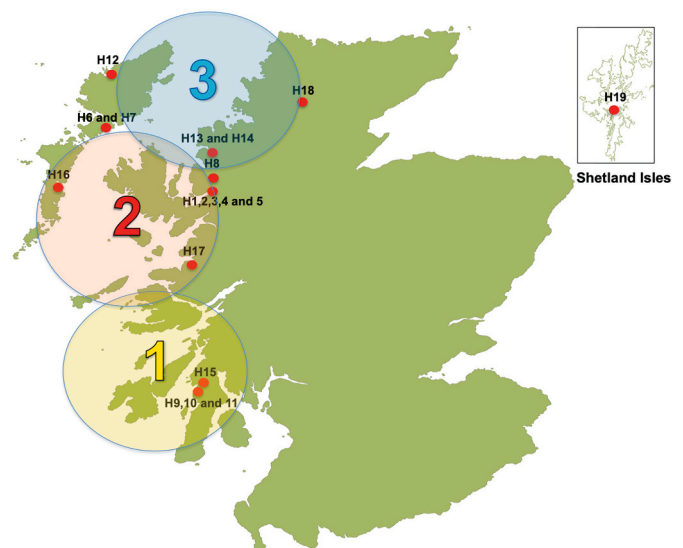 H12
3
H18
H19
H6 and H7
H13 and H14
H8
H16
Shetland Isles
H1,2,3,4 and 5
2
H17
1
H15
H9,10 and 11